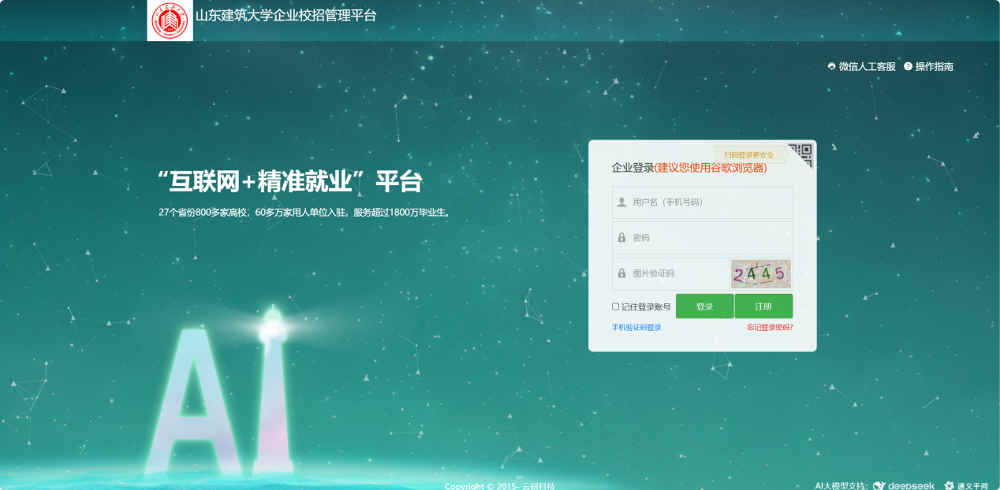 山东建筑大学企业校招管理平台
微信人工客服 操作指南
扫码登录更安全
企业登录(建议您使用谷歌浏览器)
“互联网+精准就业”平台
27个省份800多家高校，60多万家用人单位入驻，服务超过1800万毕业生。
用户名（手机号码）
密码
图片验证码 2445
记住登录账号 登录 注册
手机验证码登录 忘记登录密码?
AI
Copyright © 2015- 云研科技
AI大模型支持： deepseek 通义千问